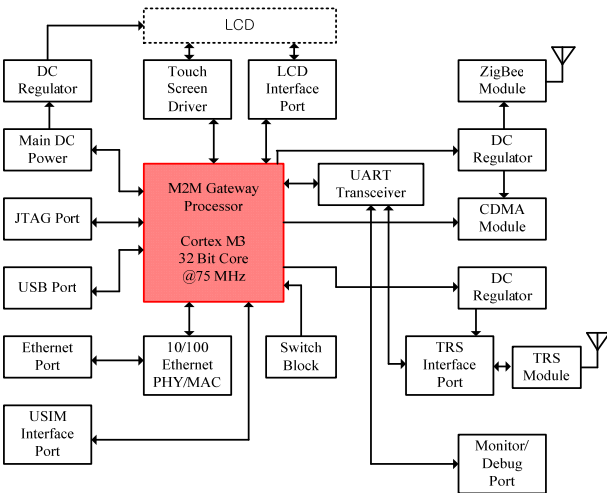 LCD
DC
Regulator
Touch
Screen
Driver
LCD
Interface
Port
ZigBee
Module
Main DC
Power
DC
Regulator
M2M Gateway
Processor
Cortex M3
32 Bit Core
@75 MHz
UART
Transceiver
JTAG Port
CDMA
Module
USB Port
DC
Regulator
Ethernet
Port
10/100
Ethernet
PHY/MAC
Switch
Block
TRS
Interface
Port
TRS
Module
USIM
Interface
Port
Monitor/
Debug
Port